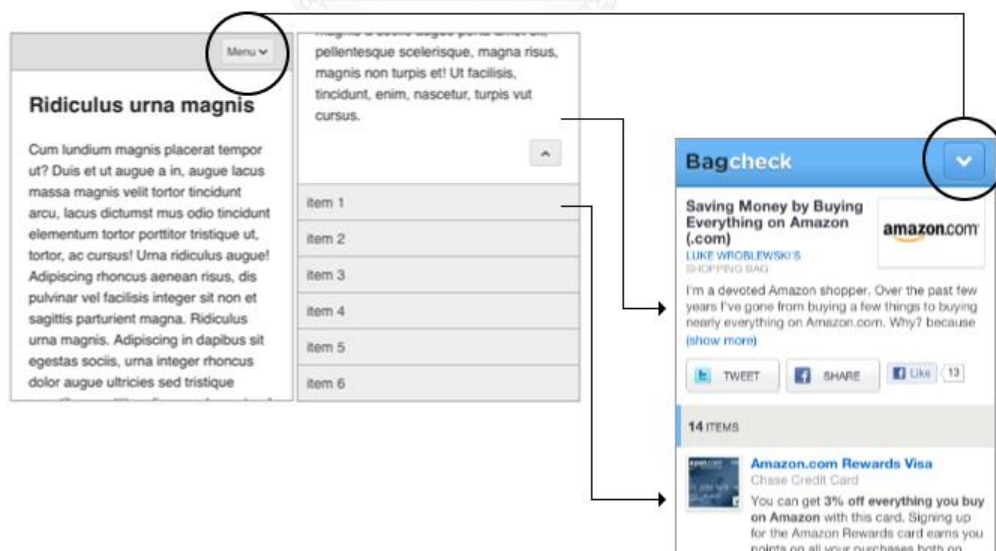 Menu
Ridiculus urna magnis
Cum lundium magnis placerat tempor
ut? Duis et ut augue a in, augue lacus
massa magnis velit tortor tincidunt
arcu, lacus dictumst mus odio tincidunt
elementum tortor porttitor tristique ut,
tortor, ac cursus! Urna ridiculus augue!
Adipiscing rhoncus aenean risus, dis
pulvinar vel facilisis integer sit non et
sagittis parturient magna. Ridiculus
urna magnis. Adipiscing in dapibus sit
egestas sociis, urna integer rhoncus
dolor augue ultricies sed tristique
pellentesque scelerisque, magna risus,
magnis non turpis et! Ut facilisis,
tincidunt, enim, nascetur, turpis vut
cursus.
item 1
item 2
item 3
item 4
item 5
item 6
Bagcheck
Saving Money by Buying
Everything on Amazon
(.com)
LUKE WROBLEWSKI'S
SHOPPING BAG
amazon.com
I'm a devoted Amazon shopper. Over the past few
years I've gone from buying a few things to buying
nearly everything on Amazon.com. Why? because
(show more)
TWEET
SHARE
Like 13
14 ITEMS
Amazon.com Rewards Visa
Chase Credit Card
You can get 3% off everything you buy
on Amazon with this card. Signing up
for the Amazon Rewards card earns you
points on all your purchases both on